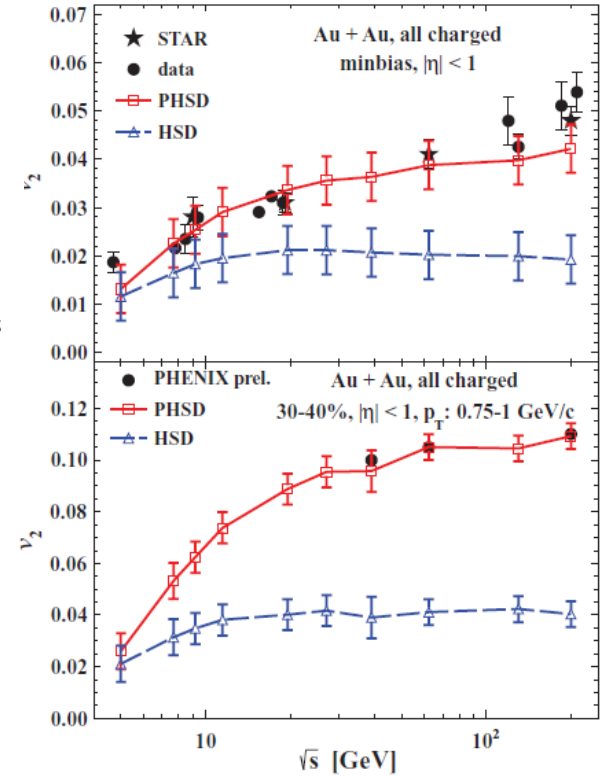 0.07
0.06
0.05
0.04
0.03
0.02
0.01
0.00
v₂
STAR
data
PHSD
HSD
Au + Au, all charged
minbias, |η| < 1
0.12
0.10
0.08
0.06
0.04
0.02
0.00
v₂
PHENIX prel.
PHSD
HSD
Au + Au, all charged
30-40%, |η| < 1, p_T: 0.75-1 GeV/c
10
10²
√s [GeV]